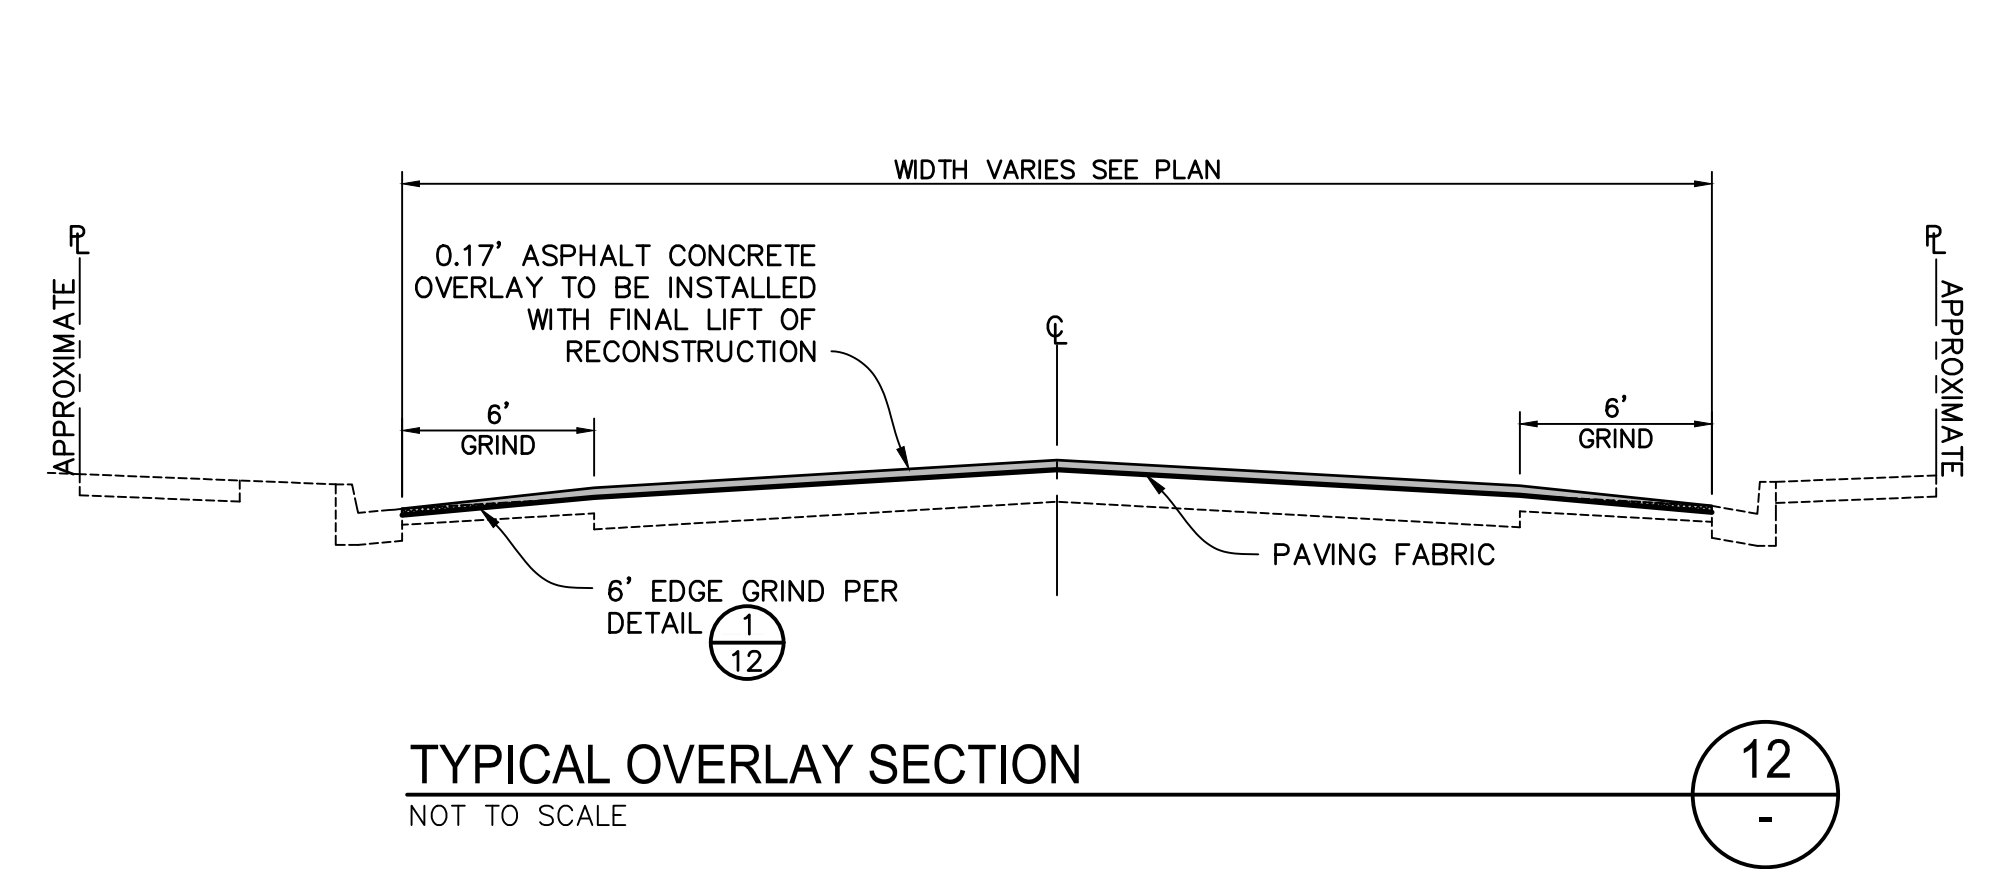 WIDTH VARIES SEE PLAN
0.17' ASPHALT CONCRETE
OVERLAY TO BE INSTALLED
WITH FINAL LIFT OF
RECONSTRUCTION
PL
APPROXIMATE
CL
PL
APPROXIMATE
6'
GRIND
6'
GRIND
PAVING FABRIC
6' EDGE GRIND PER
DETAIL
1
12
TYPICAL OVERLAY SECTION
NOT TO SCALE
12
-